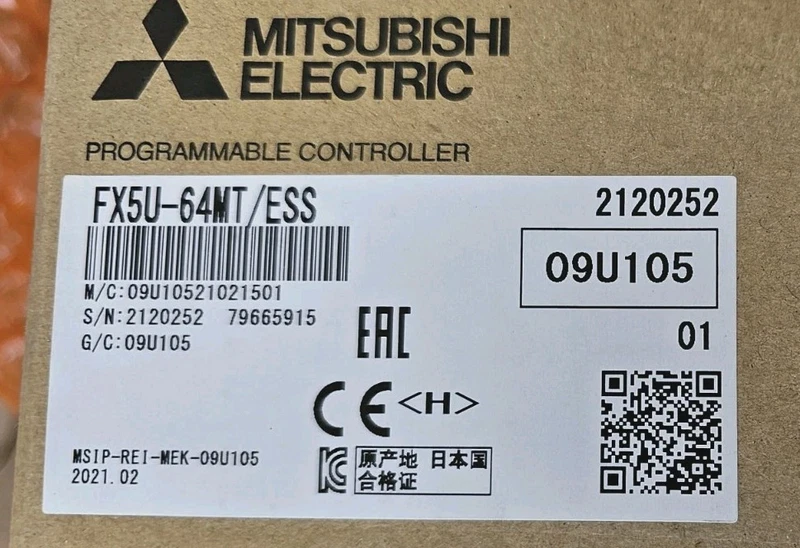 MITSUBISHI
ELECTRIC
PROGRAMMABLE CONTROLLER
FX5U-64MT/ESS
2120252
09U105
M/C:09U10521021501
S/N:2120252 79665915
G/C:09U105
EAC
01
CE <H>
MSIP-REI-MEK-09U105
2021.02
KC
原产地 日本国
合格证